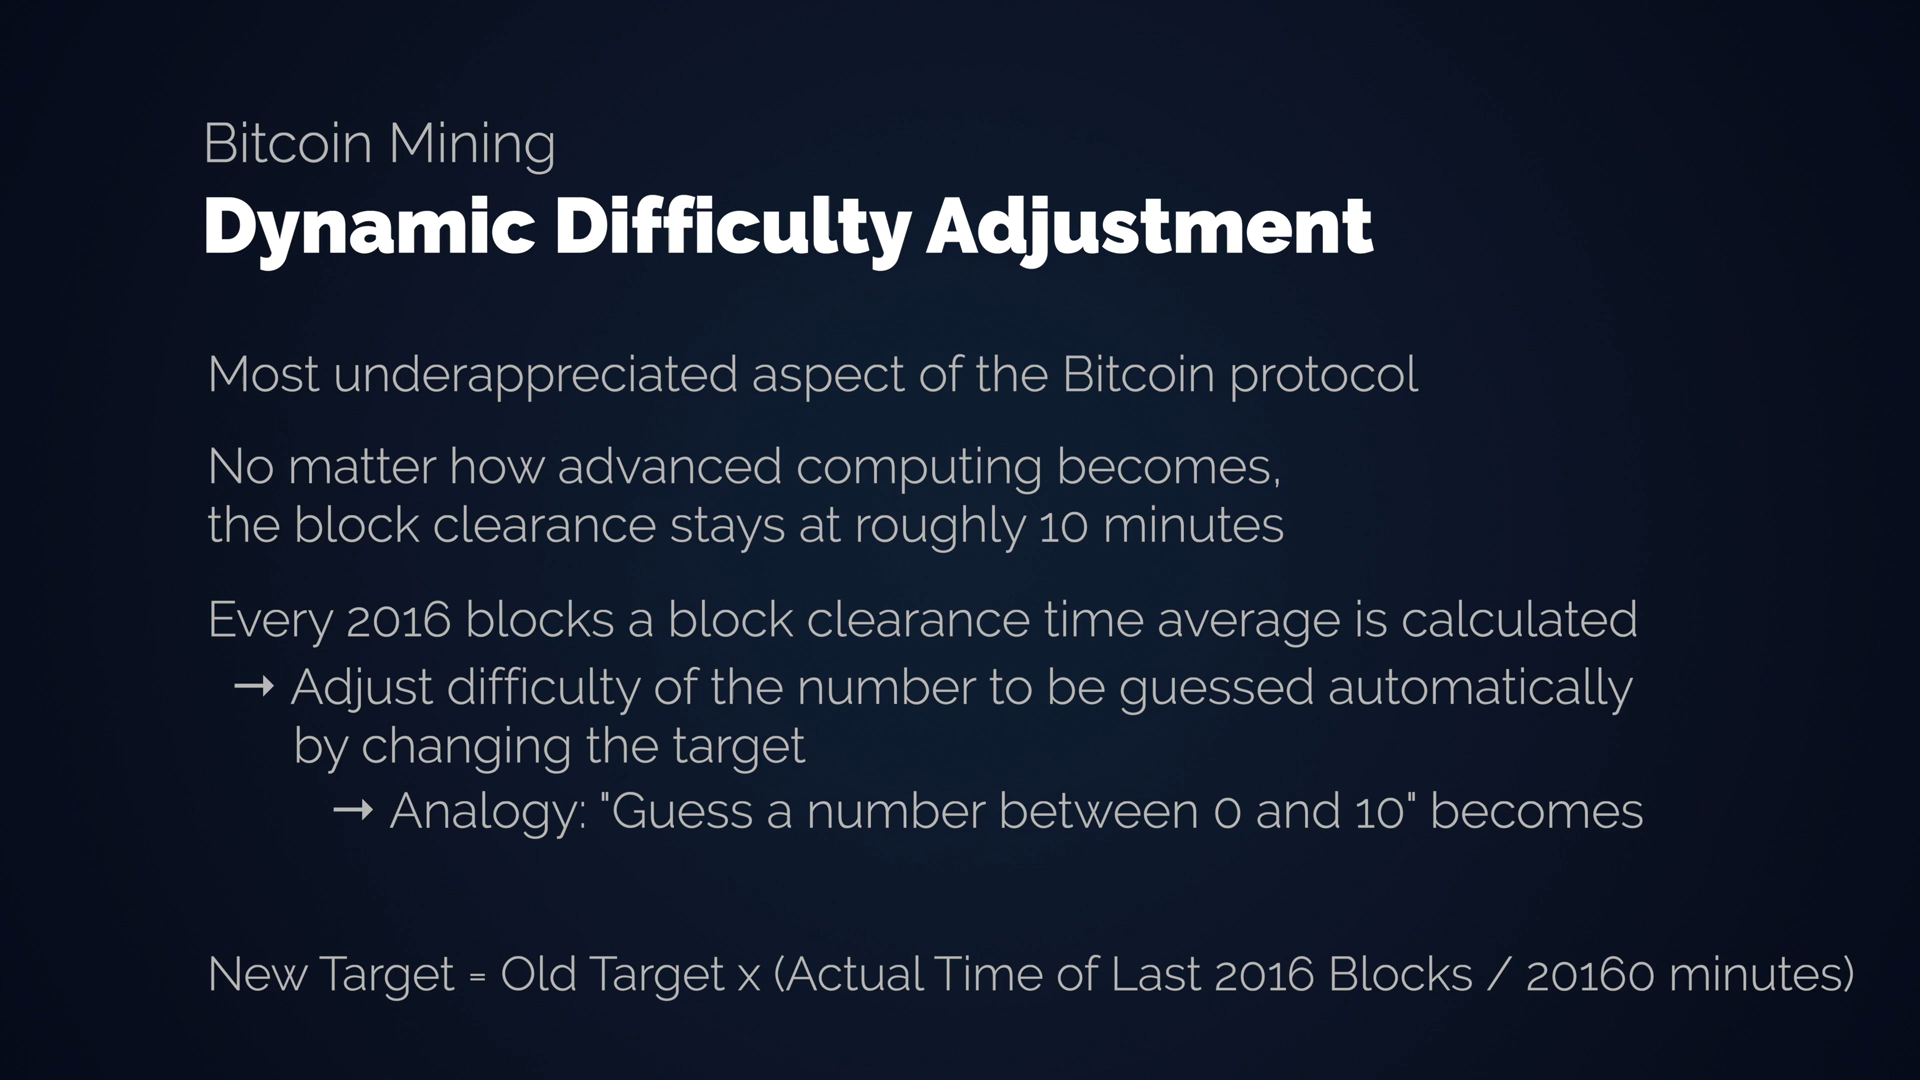 Bitcoin Mining
Dynamic Difficulty Adjustment
Most underappreciated aspect of the Bitcoin protocol
No matter how advanced computing becomes,
the block clearance stays at roughly 10 minutes
Every 2016 blocks a block clearance time average is calculated
→ Adjust difficulty of the number to be guessed automatically
by changing the target
→ Analogy: "Guess a number between 0 and 10" becomes
New Target = Old Target x (Actual Time of Last 2016 Blocks / 20160 minutes)